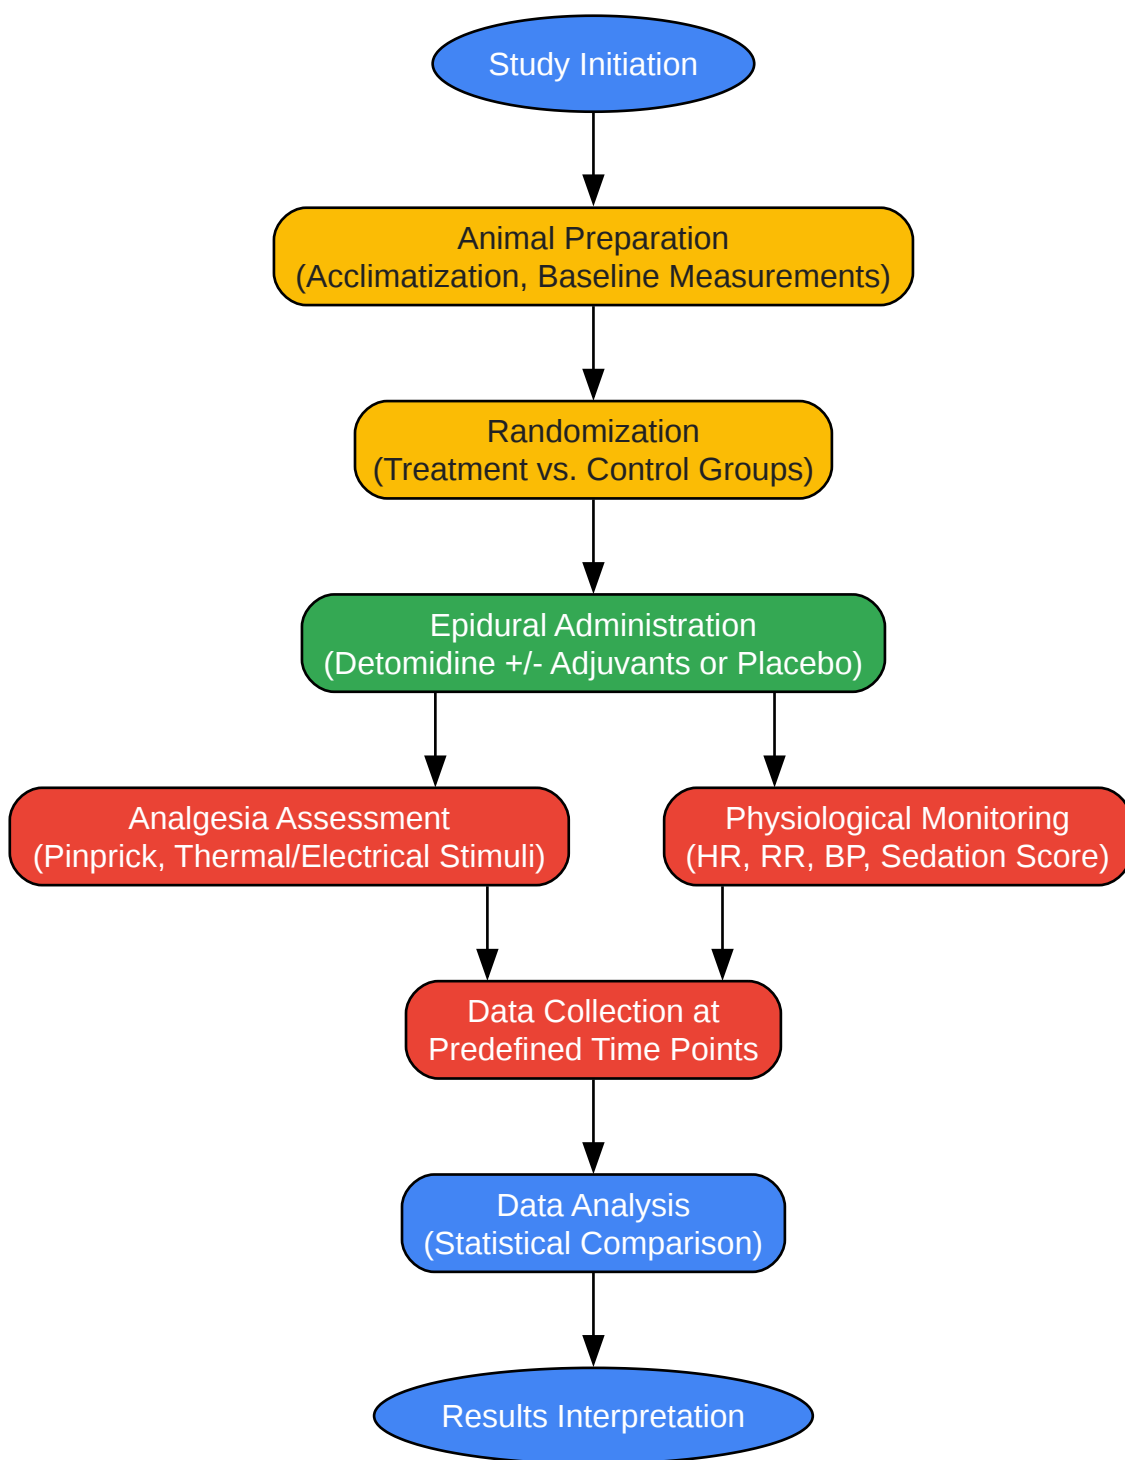 Study Initiation
Animal Preparation
(Acclimatization, Baseline Measurements)
Randomization
(Treatment vs. Control Groups)
Epidural Administration
(Detomidine +/- Adjuvants or Placebo)
Analgesia Assessment
(Pinprick, Thermal/Electrical Stimuli)
Physiological Monitoring
(HR, RR, BP, Sedation Score)
Data Collection at
Predefined Time Points
Data Analysis
(Statistical Comparison)
Results Interpretation